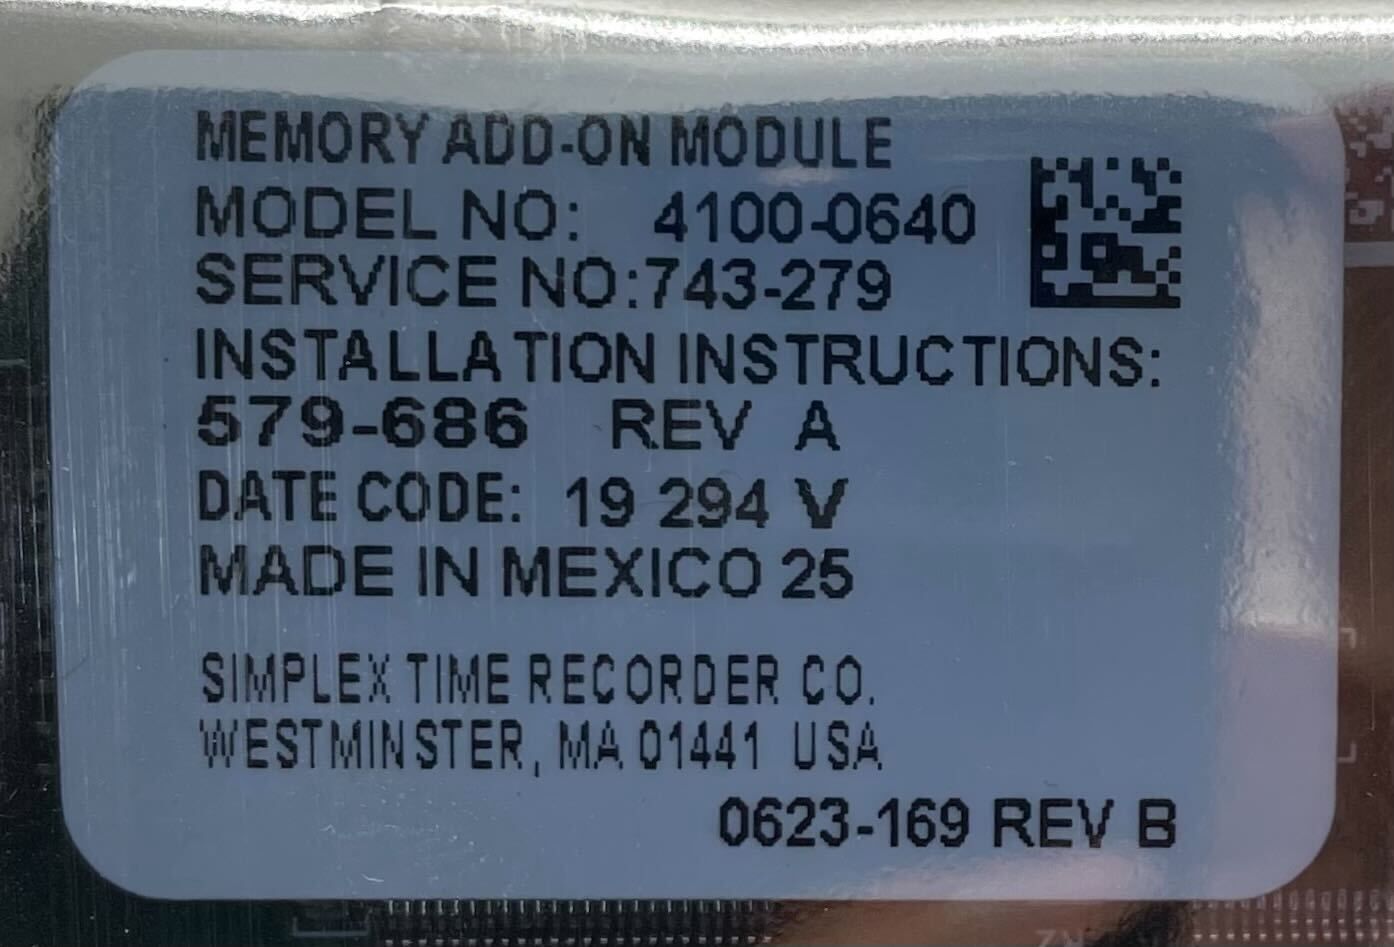 MEMORY ADD-ON MODULE
MODEL NO: 4100-0640
SERVICE NO:743-279
INSTALLATION INSTRUCTIONS:
579-686 REV A
DATE CODE: 19 294 V
MADE IN MEXICO 25
SIMPLEX TIME RECORDER CO.
WESTMINSTER, MA 01441 USA
0623-169 REV B